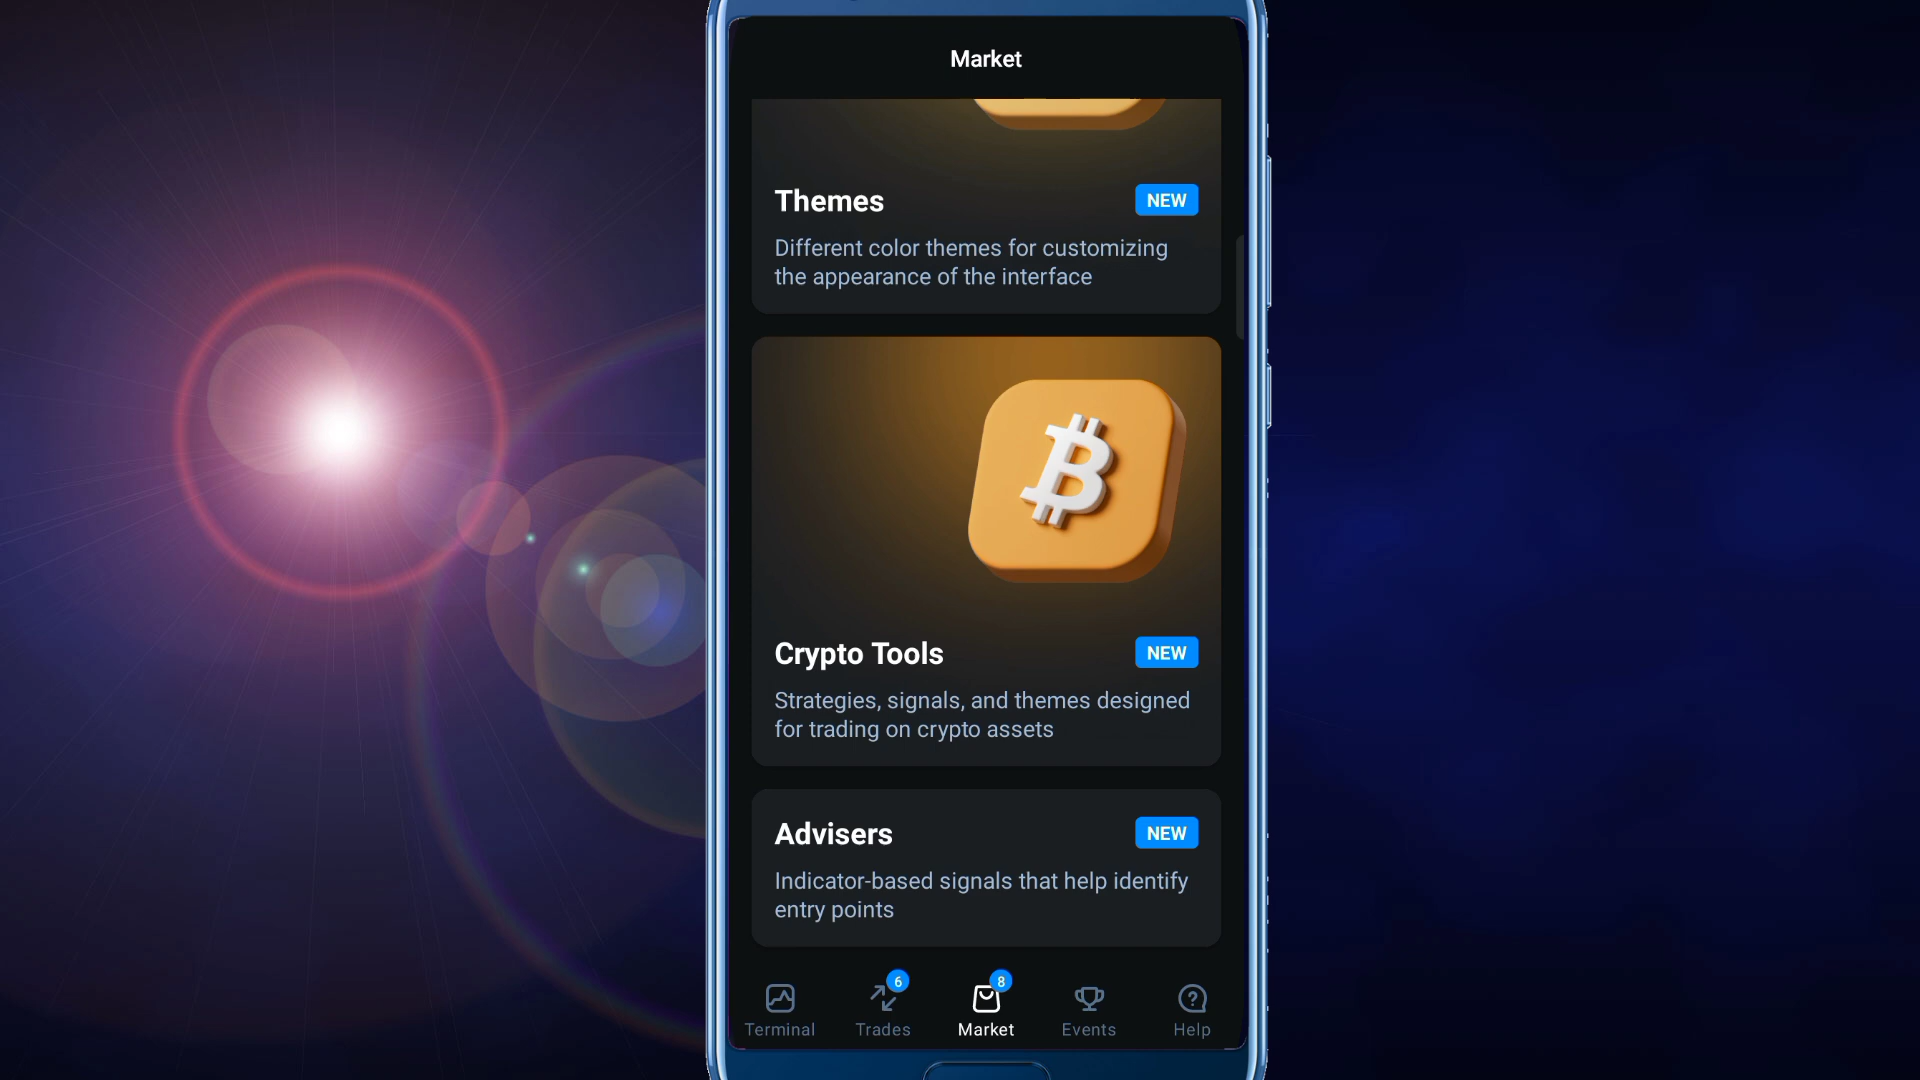 Market
Themes
NEW
Different color themes for customizing
the appearance of the interface
Crypto Tools
NEW
Strategies, signals, and themes designed
for trading on crypto assets
Advisers
NEW
Indicator-based signals that help identify
entry points
6
8
Terminal
Trades
Market
Events
Help